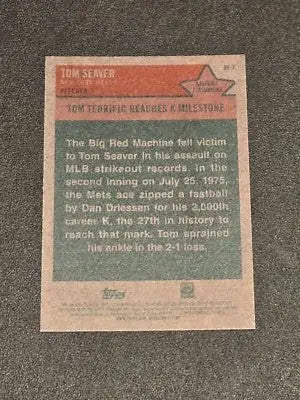 TOM SEAVER
PITCHER
TOM TERRIFIC REACHES K MILESTONE
The Big Red Machine fell victim
to Tom Seaver in his assault on
MLB strikeout records. In the
second inning on July 25, 1975,
the Mets ace zipped a fastball
by Dan Driessen for his 2,000th
career K, the 27th in history to
reach that mark. Tom sprained
his ankle in the 2-1 loss.
Topps